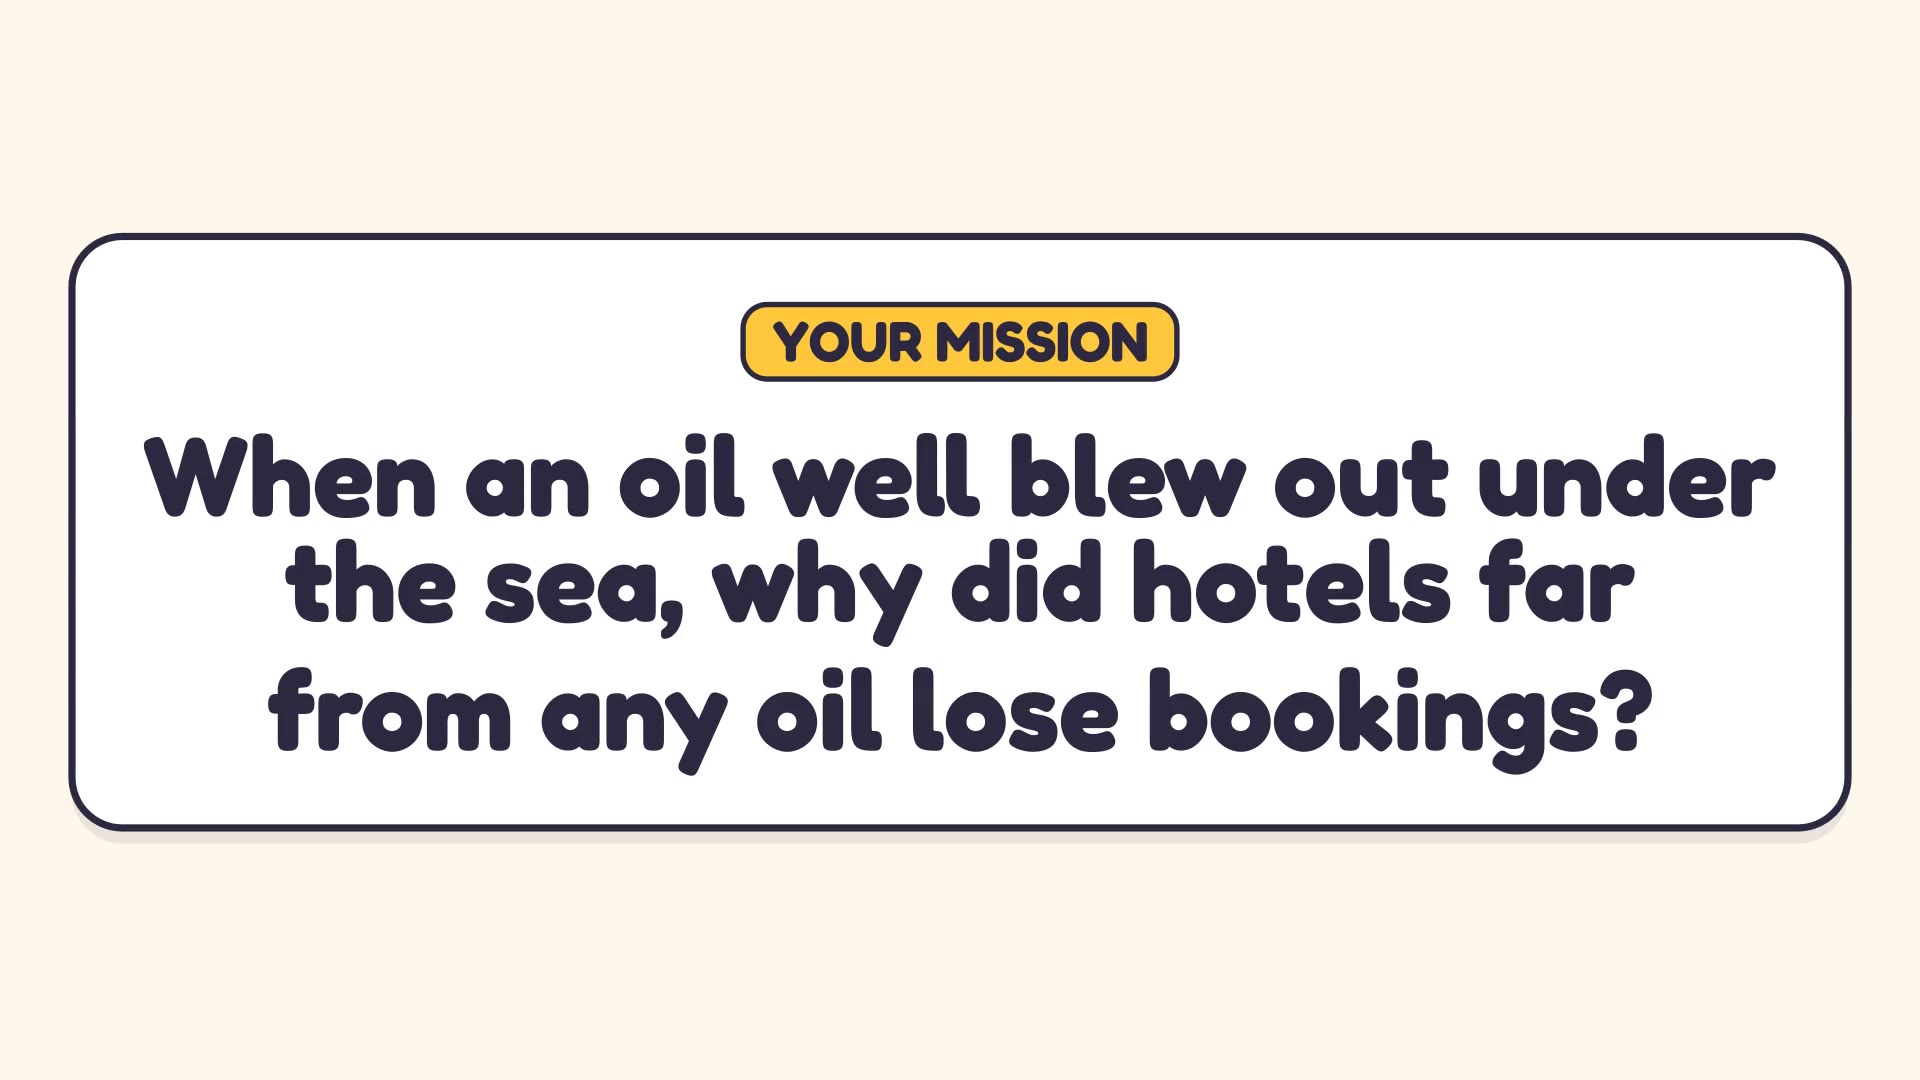 YOUR MISSION
When an oil well blew out under
the sea, why did hotels far
from any oil lose bookings?